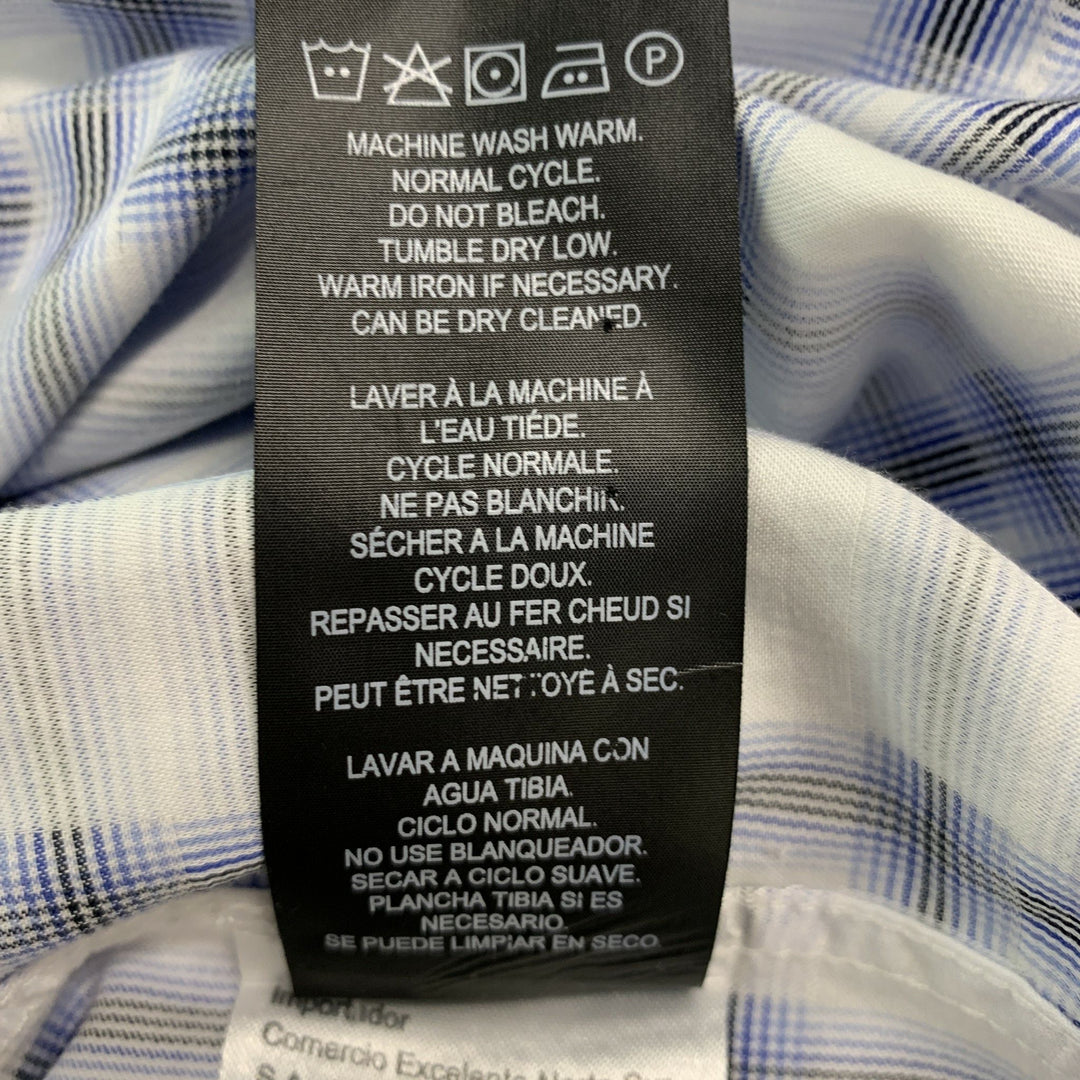 P
MACHINE WASH WARM.
NORMAL CYCLE.
DO NOT BLEACH.
TUMBLE DRY LOW.
WARM IRON IF NECESSARY.
CAN BE DRY CLEANED.
LAVER À LA MACHINE À
L'EAU TIÉDE.
CYCLE NORMALE.
NE PAS BLANCHIR.
SÉCHER A LA MACHINE
CYCLE DOUX.
REPASSER AU FER CHEUD SI
NECESSAIRE.
PEUT ÊTRE NETTOYÉ À SEC.
LAVAR A MAQUINA CON
AGUA TIBIA.
CICLO NORMAL.
NO USE BLANQUEADOR.
SECAR A CICLO SUAVE.
PLANCHA TIBIA SI ES
NECESARIO.
SE PUEDE LIMPIAR EN SECO.
Importador
Comercio Excelente